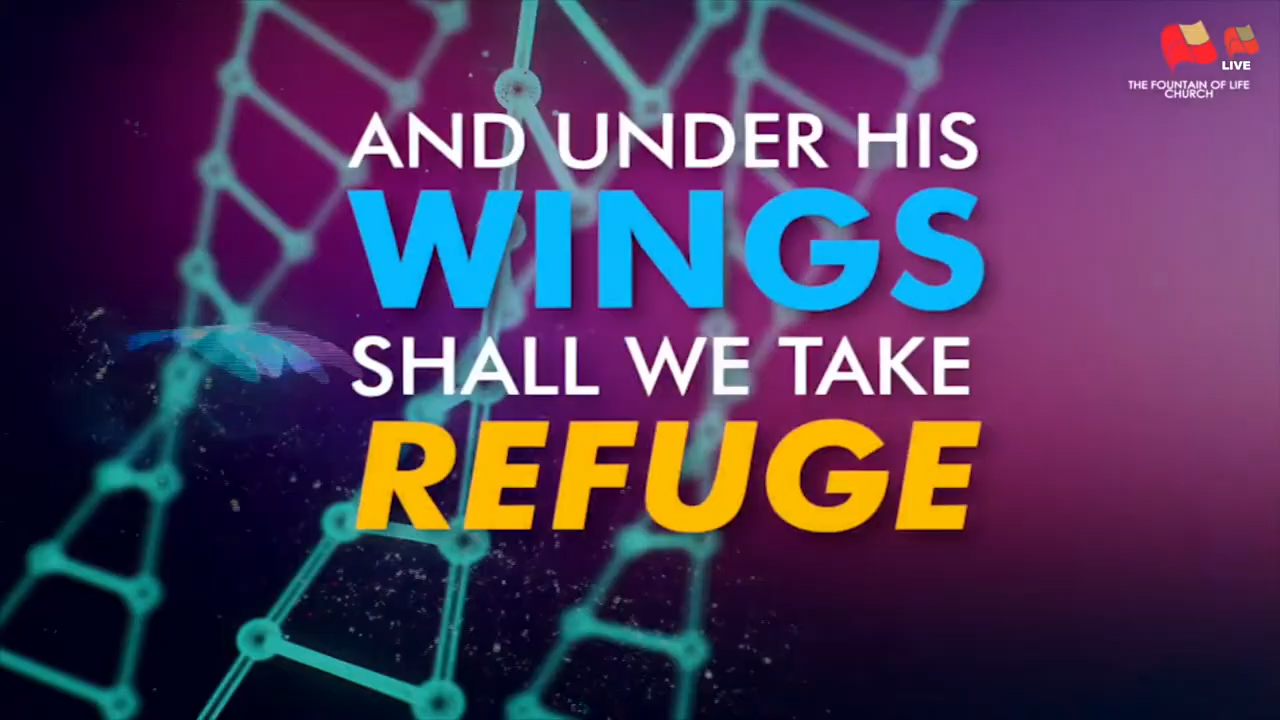 LIVE
THE FOUNTAIN OF LIFE
CHURCH
AND UNDER HIS
WINGS
SHALL WE TAKE
REFUGE